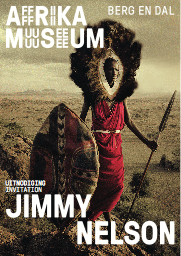 AFRIKA BERG EN DAL
MUSEUM
UITNODIGING
INVITATION
JIMMY
NELSON